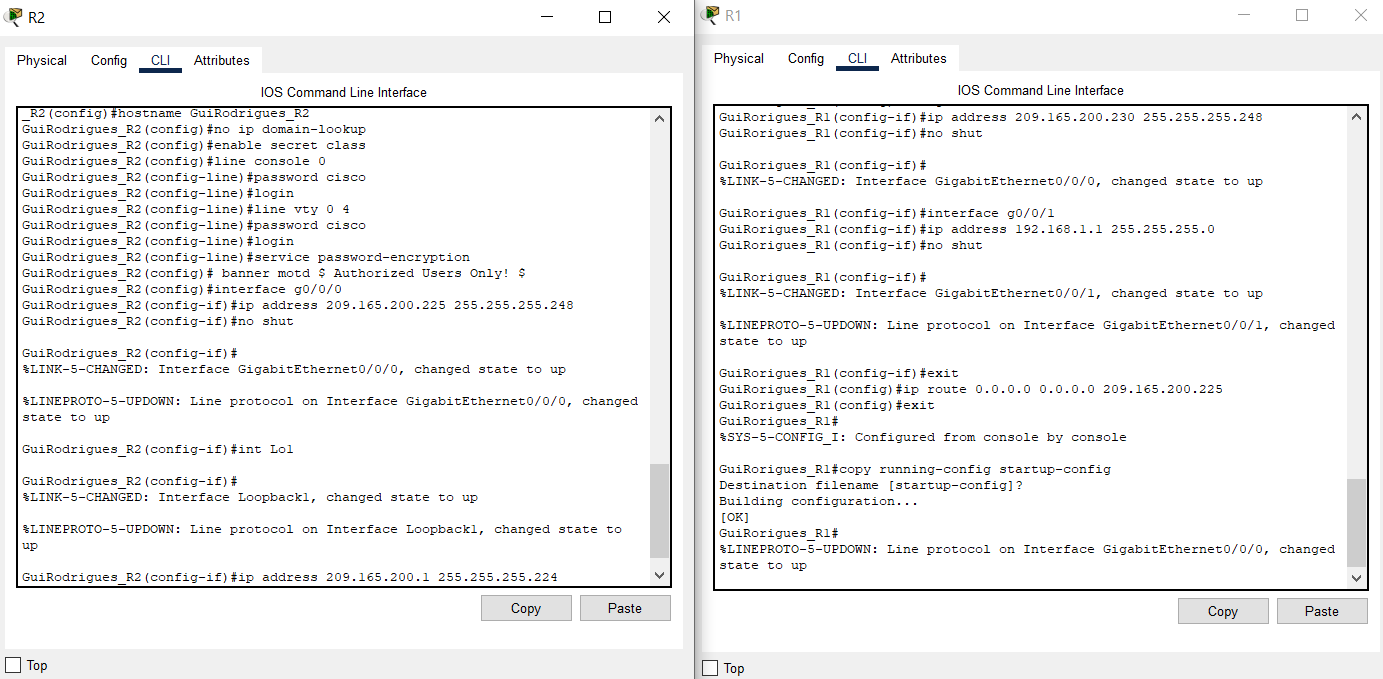 R2
Physical Config CLI Attributes
IOS Command Line Interface
_R2(config)#hostname GuiRodrigues_R2
GuiRodrigues_R2(config)#no ip domain-lookup
GuiRodrigues_R2(config)#enable secret class
GuiRodrigues_R2(config)#line console 0
GuiRodrigues_R2(config-line)#password cisco
GuiRodrigues_R2(config-line)#login
GuiRodrigues_R2(config-line)#line vty 0 4
GuiRodrigues_R2(config-line)#password cisco
GuiRodrigues_R2(config-line)#login
GuiRodrigues_R2(config-line)#service password-encryption
GuiRodrigues_R2(config)# banner motd $ Authorized Users Only! $
GuiRodrigues_R2(config)#interface g0/0/0
GuiRodrigues_R2(config-if)#ip address 209.165.200.225 255.255.255.248
GuiRodrigues_R2(config-if)#no shut
GuiRodrigues_R2(config-if)#
%LINK-5-CHANGED: Interface GigabitEthernet0/0/0, changed state to up
%LINEPROTO-5-UPDOWN: Line protocol on Interface GigabitEthernet0/0/0, changed
state to up
GuiRodrigues_R2(config-if)#int Lo1
GuiRodrigues_R2(config-if)#
%LINK-5-CHANGED: Interface Loopback1, changed state to up
%LINEPROTO-5-UPDOWN: Line protocol on Interface Loopback1, changed state to
up
GuiRodrigues_R2(config-if)#ip address 209.165.200.1 255.255.255.224
Copy Paste
Top
R1
Physical Config CLI Attributes
IOS Command Line Interface
GuiRorigues_R1(config-if)#ip address 209.165.200.230 255.255.255.248
GuiRorigues_R1(config-if)#no shut
GuiRorigues_R1(config-if)#
%LINK-5-CHANGED: Interface GigabitEthernet0/0/0, changed state to up
GuiRorigues_R1(config-if)#interface g0/0/1
GuiRorigues_R1(config-if)#ip address 192.168.1.1 255.255.255.0
GuiRorigues_R1(config-if)#no shut
GuiRorigues_R1(config-if)#
%LINK-5-CHANGED: Interface GigabitEthernet0/0/1, changed state to up
%LINEPROTO-5-UPDOWN: Line protocol on Interface GigabitEthernet0/0/1, changed
state to up
GuiRorigues_R1(config-if)#exit
GuiRorigues_R1(config)#ip route 0.0.0.0 0.0.0.0 209.165.200.225
GuiRorigues_R1(config)#exit
GuiRorigues_R1#
%SYS-5-CONFIG_I: Configured from console by console
GuiRorigues_R1#copy running-config startup-config
Destination filename [startup-config]?
Building configuration...
[OK]
GuiRorigues_R1#
%LINEPROTO-5-UPDOWN: Line protocol on Interface GigabitEthernet0/0/0, changed
state to up
Copy Paste
Top